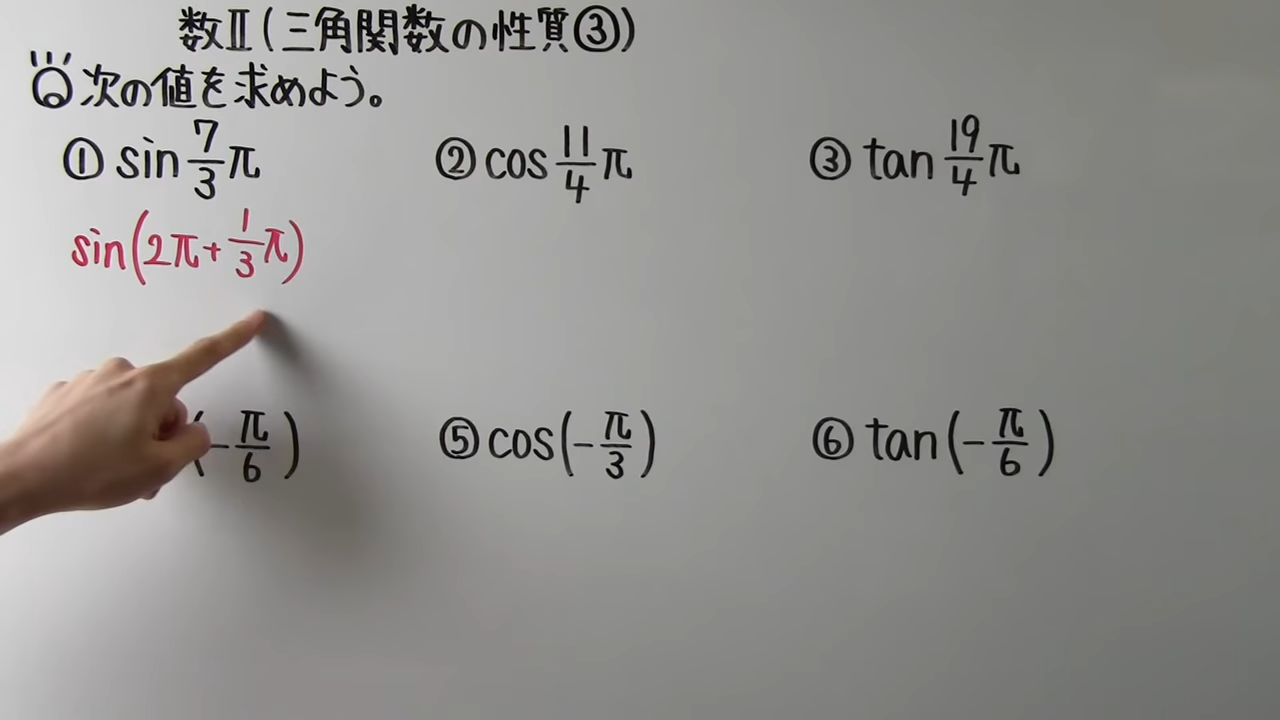 数Ⅱ(三角関数の性質③)
次の値を求めよう。
① sin 7/3 π
② cos 11/4 π
③ tan 19/4 π
sin(2π+1/3 π)
(-π/6)
⑤ cos(-π/3)
⑥ tan(-π/6)